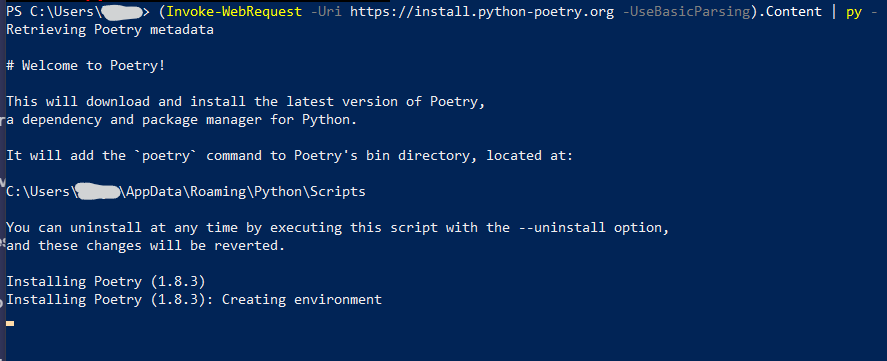 PS C:\Users\> (Invoke-WebRequest -Uri https://install.python-poetry.org -UseBasicParsing).Content | py -
Retrieving Poetry metadata
# Welcome to Poetry!
This will download and install the latest version of Poetry,
a dependency and package manager for Python.
It will add the `poetry` command to Poetry's bin directory, located at:
C:\Users\\AppData\Roaming\Python\Scripts
You can uninstall at any time by executing this script with the --uninstall option,
and these changes will be reverted.
Installing Poetry (1.8.3)
Installing Poetry (1.8.3): Creating environment